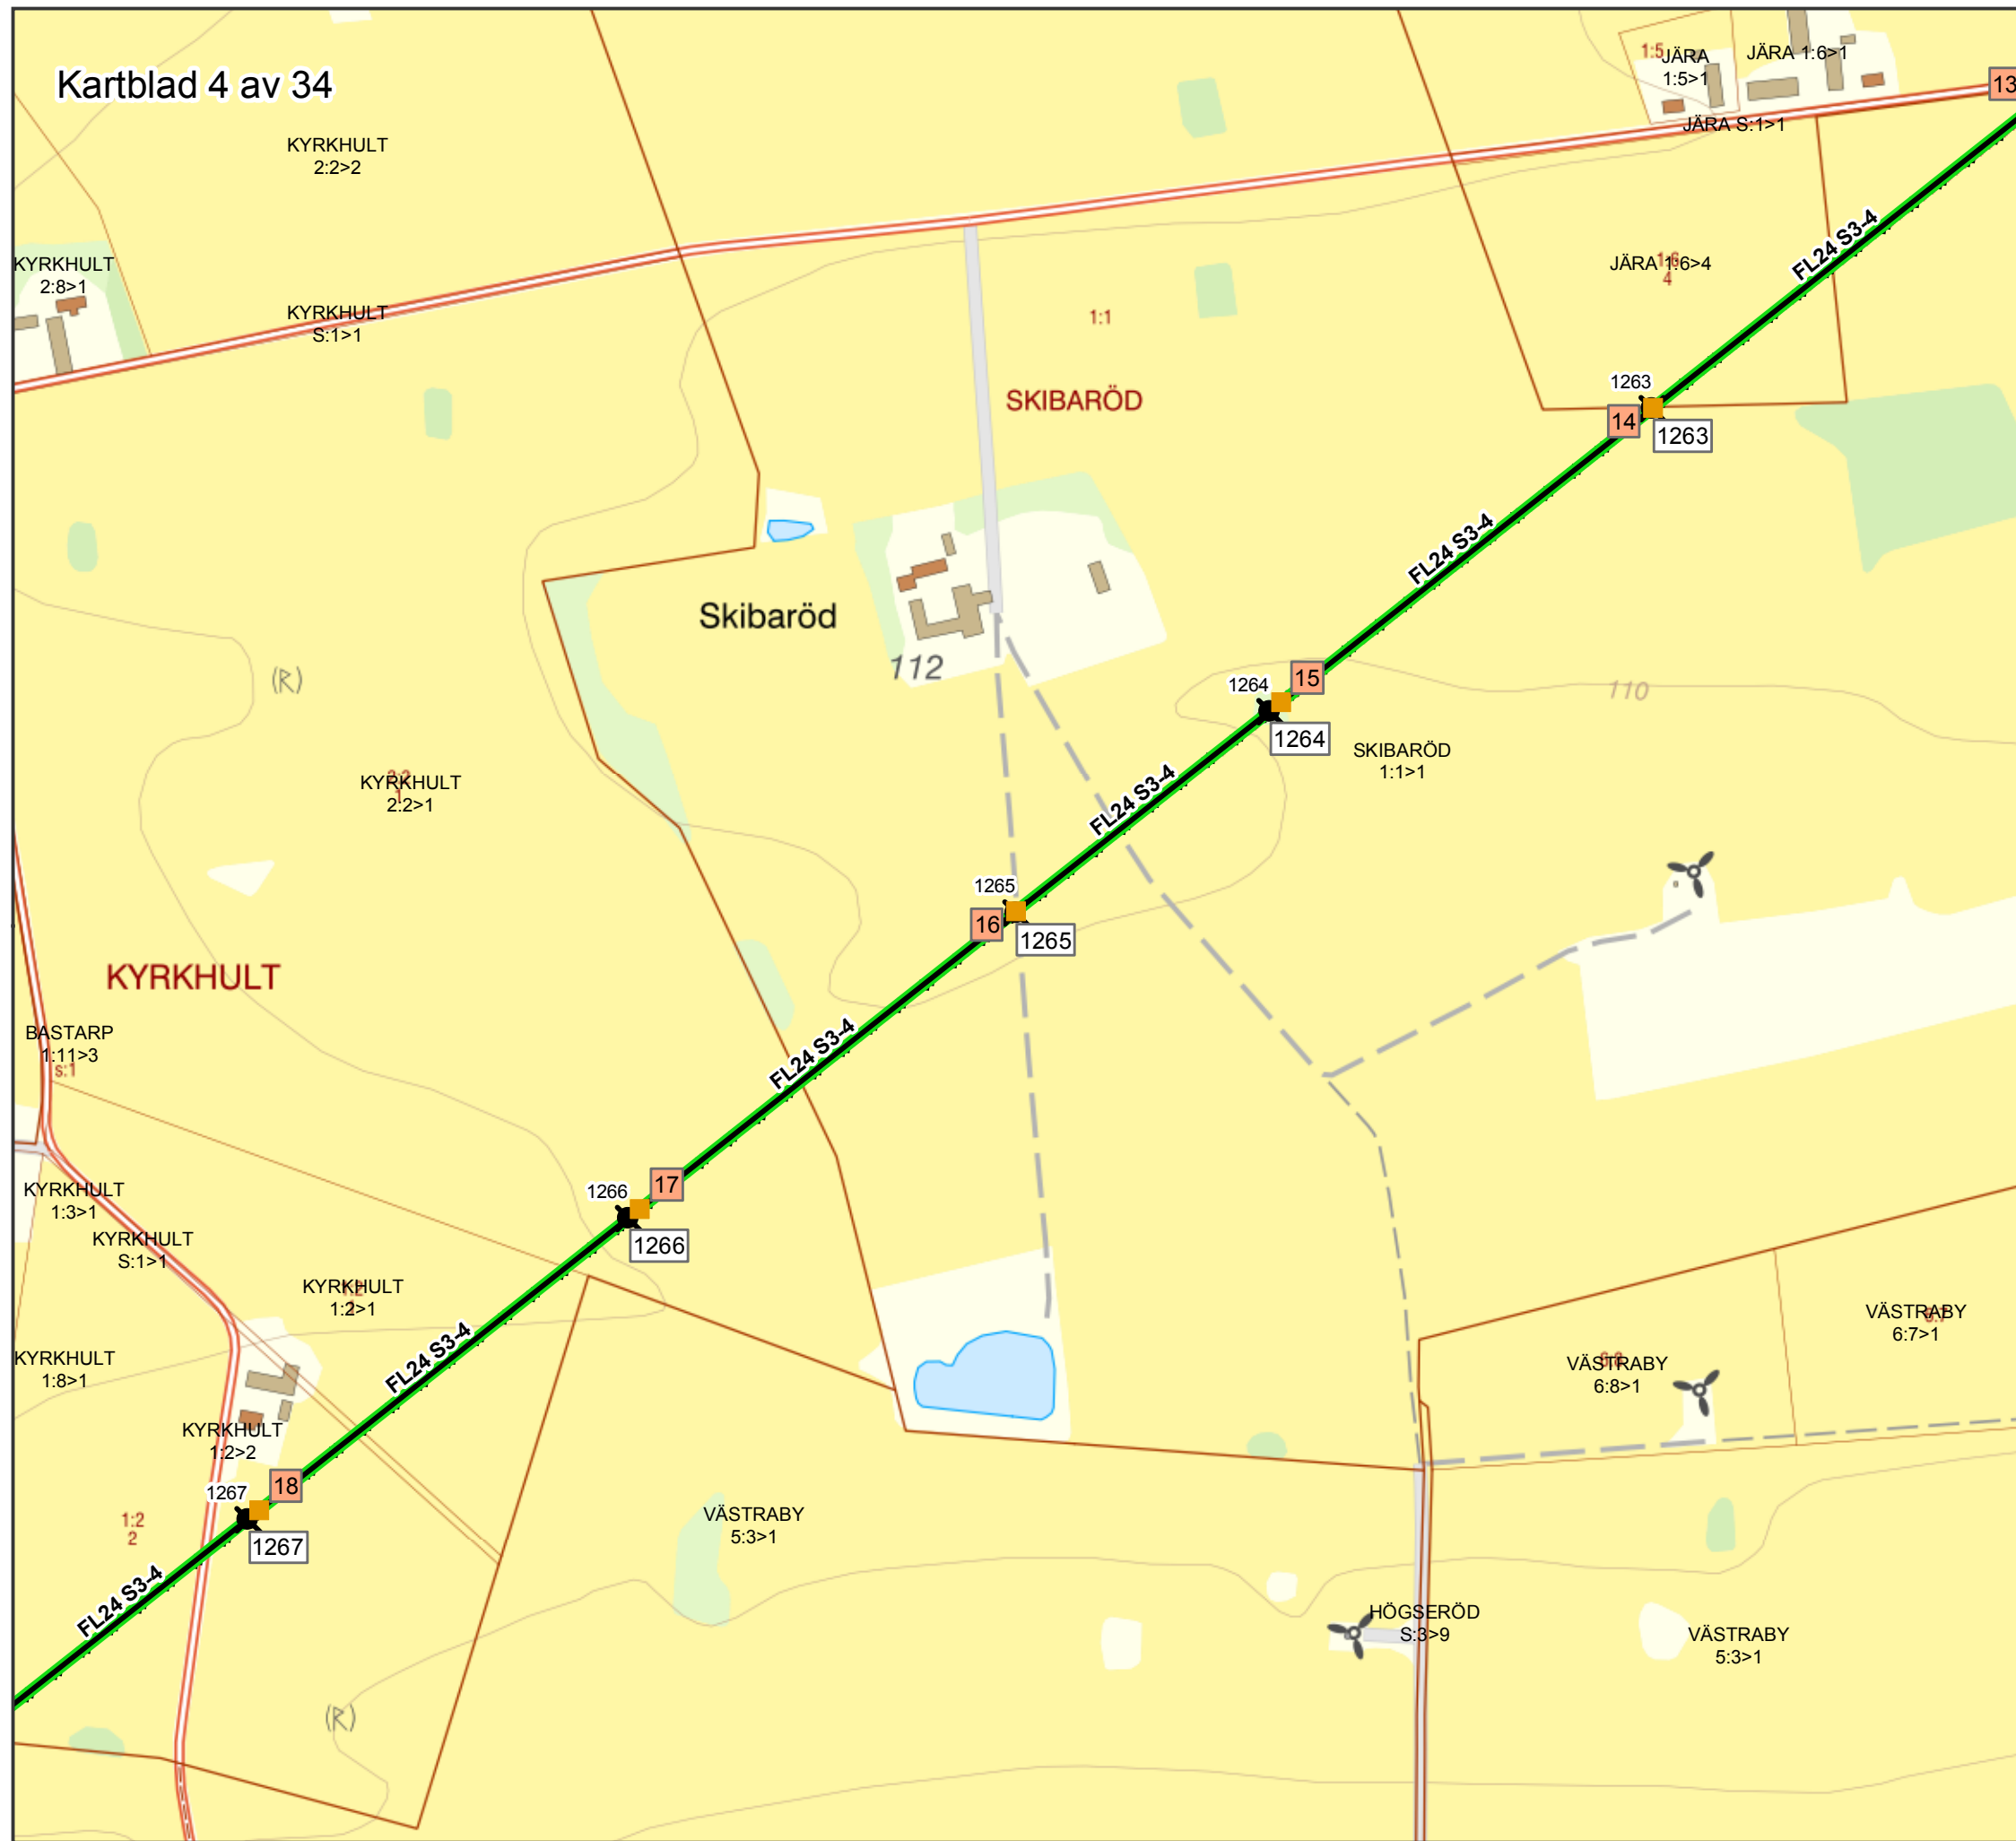 Kartblad 4 av 34
1:5
JÄRA
1:5>1
JÄRA 1:6>1
13
JÄRA S:1>1
KYRKHULT
2:2>2
KYRKHULT
2:8>1
KYRKHULT
S:1>1
1:1
SKIBARÖD
JÄRA 1:6>4
1:6
4
FL24 S3-4
1263
14
1263
FL24 S3-4
Skibaröd
112
(R)
1264
15
1264
110
SKIBARÖD
1:1>1
KYRKHULT
2:2>1
FL24 S3-4
1265
16
1265
KYRKHULT
BASTARP
1:11>3
s:1
FL24 S3-4
1266
17
1266
KYRKHULT
1:3>1
KYRKHULT
S:1>1
KYRKHULT
1:2>1
VÄSTRABY
6:7>1
VÄSTRABY
6:8>1
KYRKHULT
1:8>1
FL24 S3-4
KYRKHULT
1:2>2
1267
18
1267
1:2
2
VÄSTRABY
5:3>1
FL24 S3-4
HÖGSERÖD
S:3>9
VÄSTRABY
5:3>1
(R)